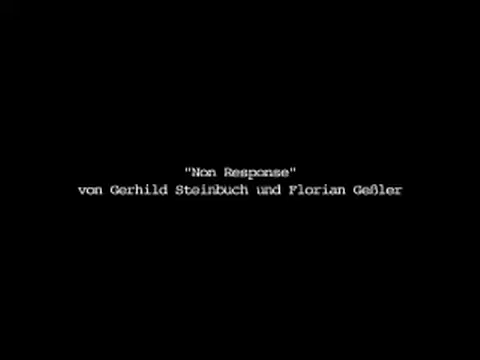 "Non Response"
von Gerhild Steinbuch und Florian Geßler